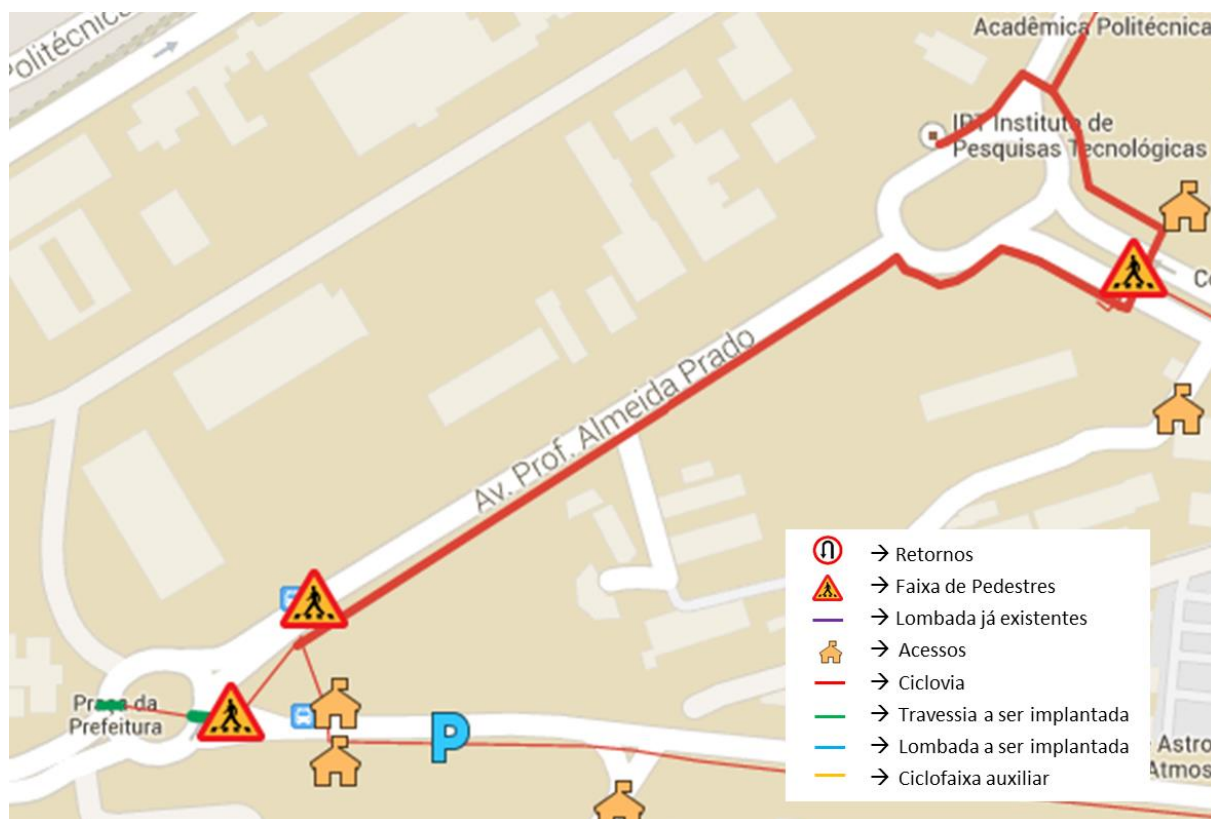 Politécnica
Acadêmica Politécnica
IPT Instituto de
Pesquisas Tecnológicas
Av. Prof. Almeida Prado
Praça da
Prefeitura
P
Retornos
Faixa de Pedestres
Lombada já existentes
Acessos
Ciclovia
Travessia a ser implantada
Lombada a ser implantada
Ciclofaixa auxiliar
Astro
Atmos